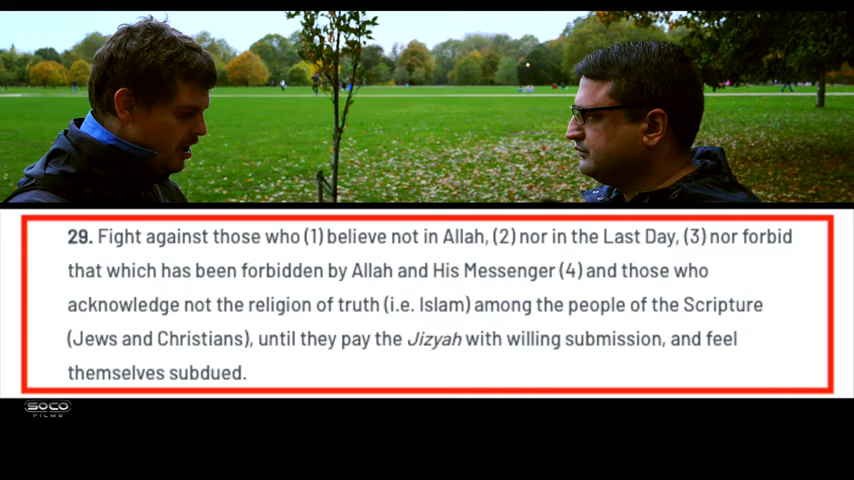 29. Fight against those who (1) believe not in Allah, (2) nor in the Last Day, (3) nor forbid
that which has been forbidden by Allah and His Messenger (4) and those who
acknowledge not the religion of truth (i.e. Islam) among the people of the Scripture
(Jews and Christians), until they pay the Jizyah with willing submission, and feel
themselves subdued.
SOCO
FILMS